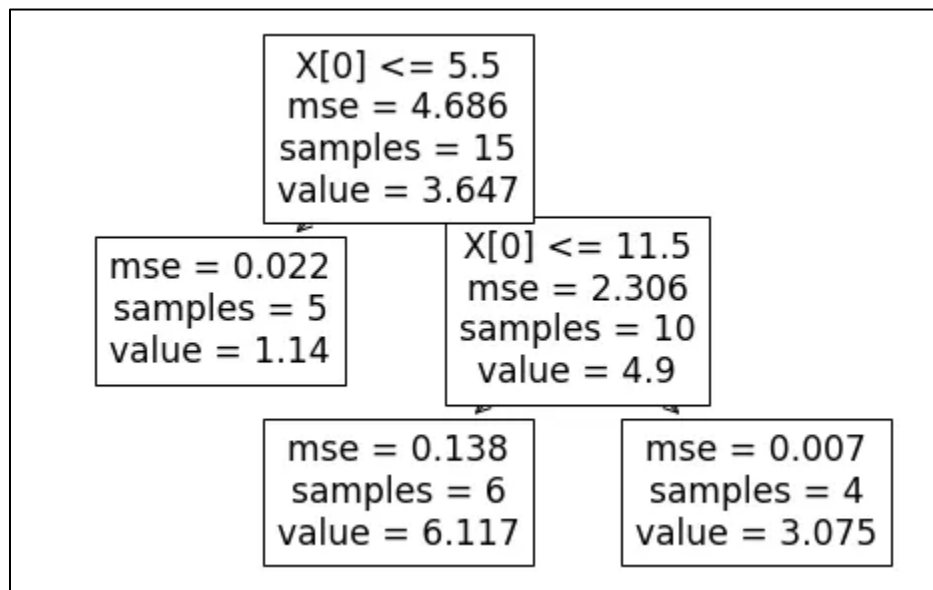 X[0] <= 5.5
mse = 4.686
samples = 15
value = 3.647
mse = 0.022
samples = 5
value = 1.14
X[0] <= 11.5
mse = 2.306
samples = 10
value = 4.9
mse = 0.138
samples = 6
value = 6.117
mse = 0.007
samples = 4
value = 3.075